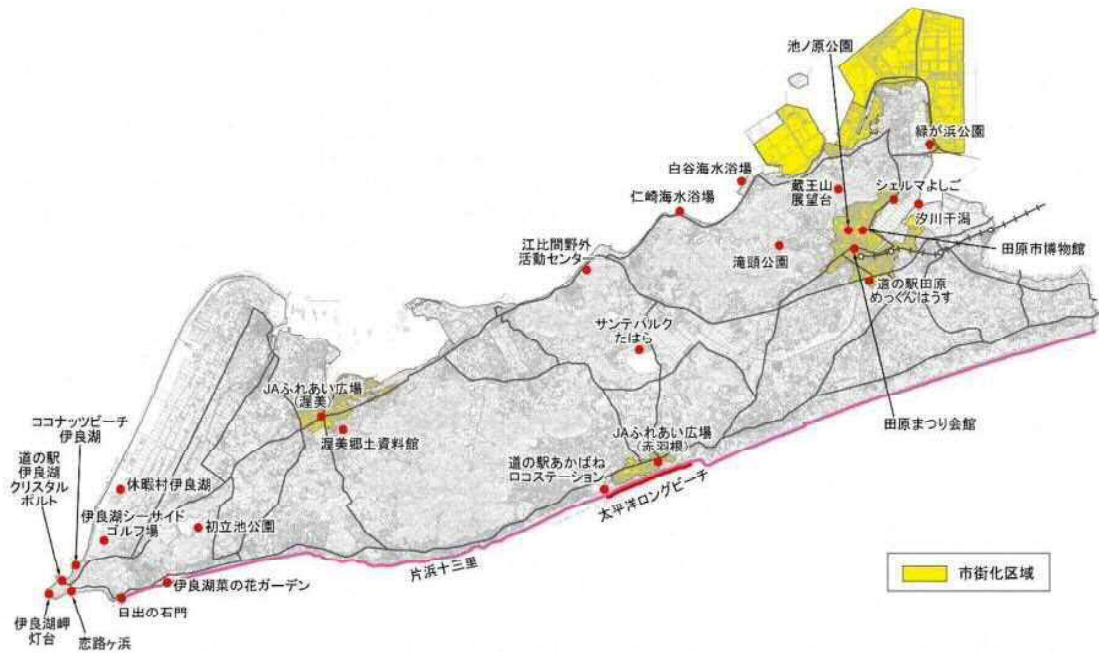 池ノ原公園
緑が浜公園
白谷海水浴場
蔵王山
展望台
シェルマよしご
仁崎海水浴場
汐川干潟
江比間野外
活動センター
滝頭公園
田原市博物館
道の駅田原
めっくんはうす
サンテパルク
たはら
JAふれあい広場
(渥美)
ココナッツビーチ
伊良湖
田原まつり会館
渥美郷土資料館
JAふれあい広場
(赤羽根)
道の駅
伊良湖
クリスタル
ポルト
道の駅あかばね
ロコステーション
休暇村伊良湖
太平洋ロングビーチ
伊良湖シーサイド
ゴルフ場
初立池公園
片浜十三里
市街化区域
伊良湖菜の花ガーデン
日出の石門
伊良湖岬
灯台
恋路ヶ浜